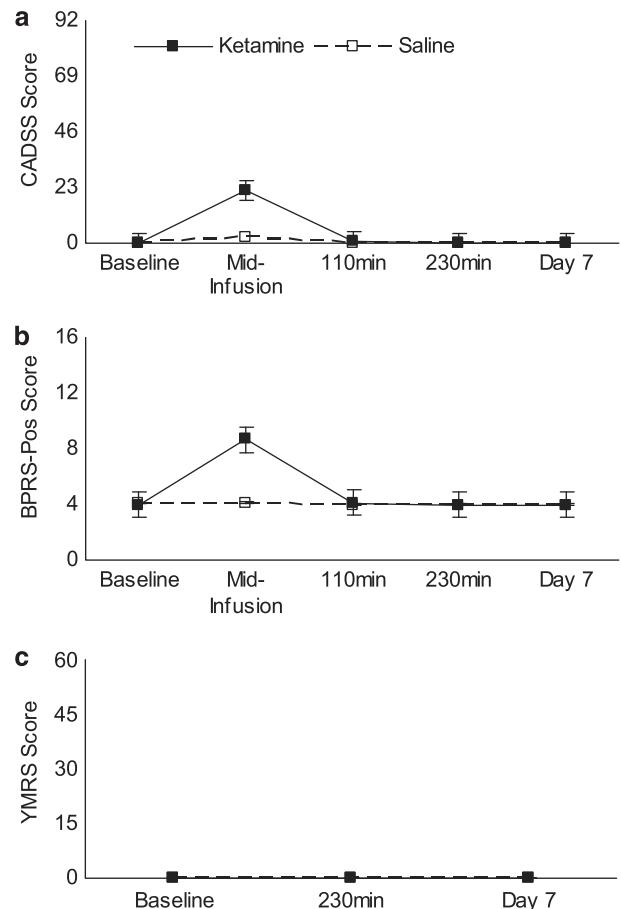 a
92
Ketamine
Saline
69
46
23
0
CADSS Score
Baseline
Mid-
Infusion
110min
230min
Day 7
b
16
12
8
4
0
BPRS-Pos Score
Baseline
Mid-
Infusion
110min
230min
Day 7
c
60
45
30
15
0
YMRS Score
Baseline
230min
Day 7